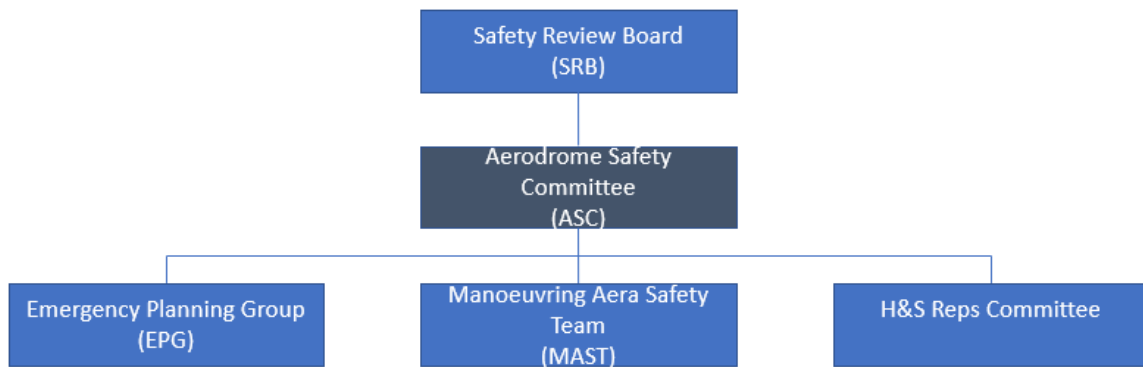 Safety Review Board
(SRB)
Aerodrome Safety
Committee
(ASC)
Emergency Planning Group
(EPG)
Manoeuvring Aera Safety
Team
(MAST)
H&S Reps Committee